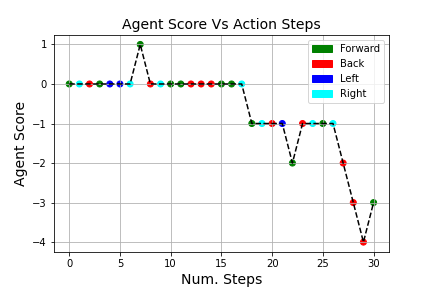 Agent Score Vs Action Steps
Agent Score
1
0
−1
−2
−3
−4
Forward
Back
Left
Right
0 5 10 15 20 25 30
Num. Steps